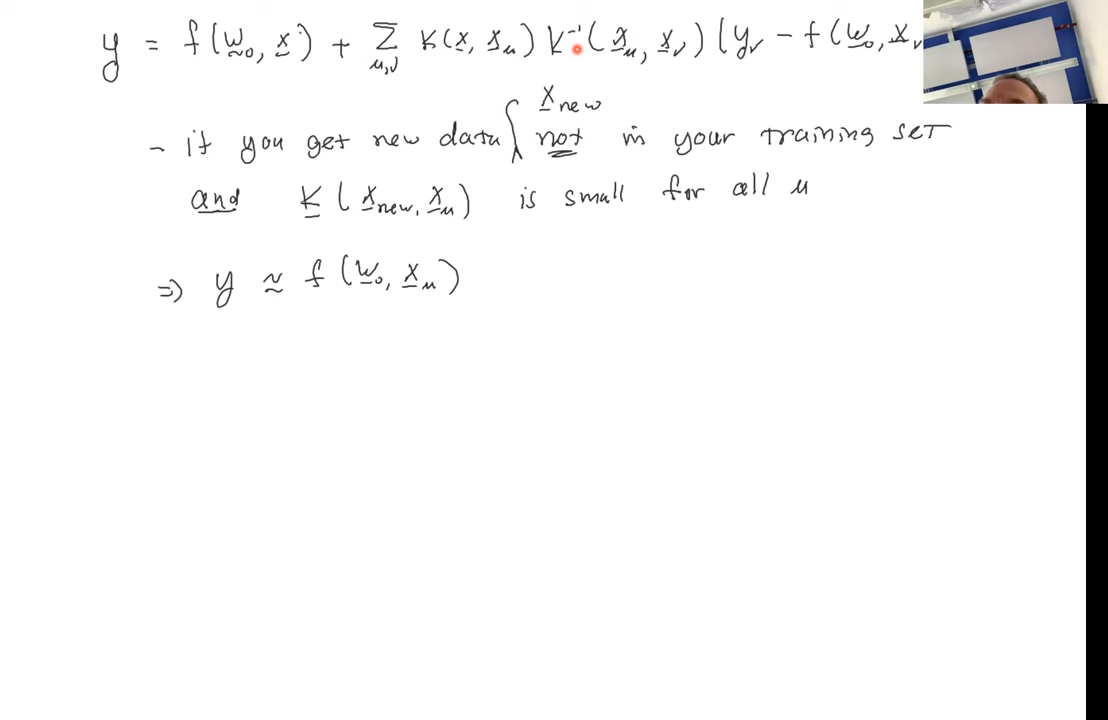 y = f(w₀, x) + Σ_{μ,ν} K(x, x_μ) K⁻¹(x_μ, x_ν) (y_ν - f(w₀, x_ν
x_new
- if you get new data not in your training set
and K(x_new, x_μ) is small for all μ
⇒ y ≈ f(w₀, x_μ)